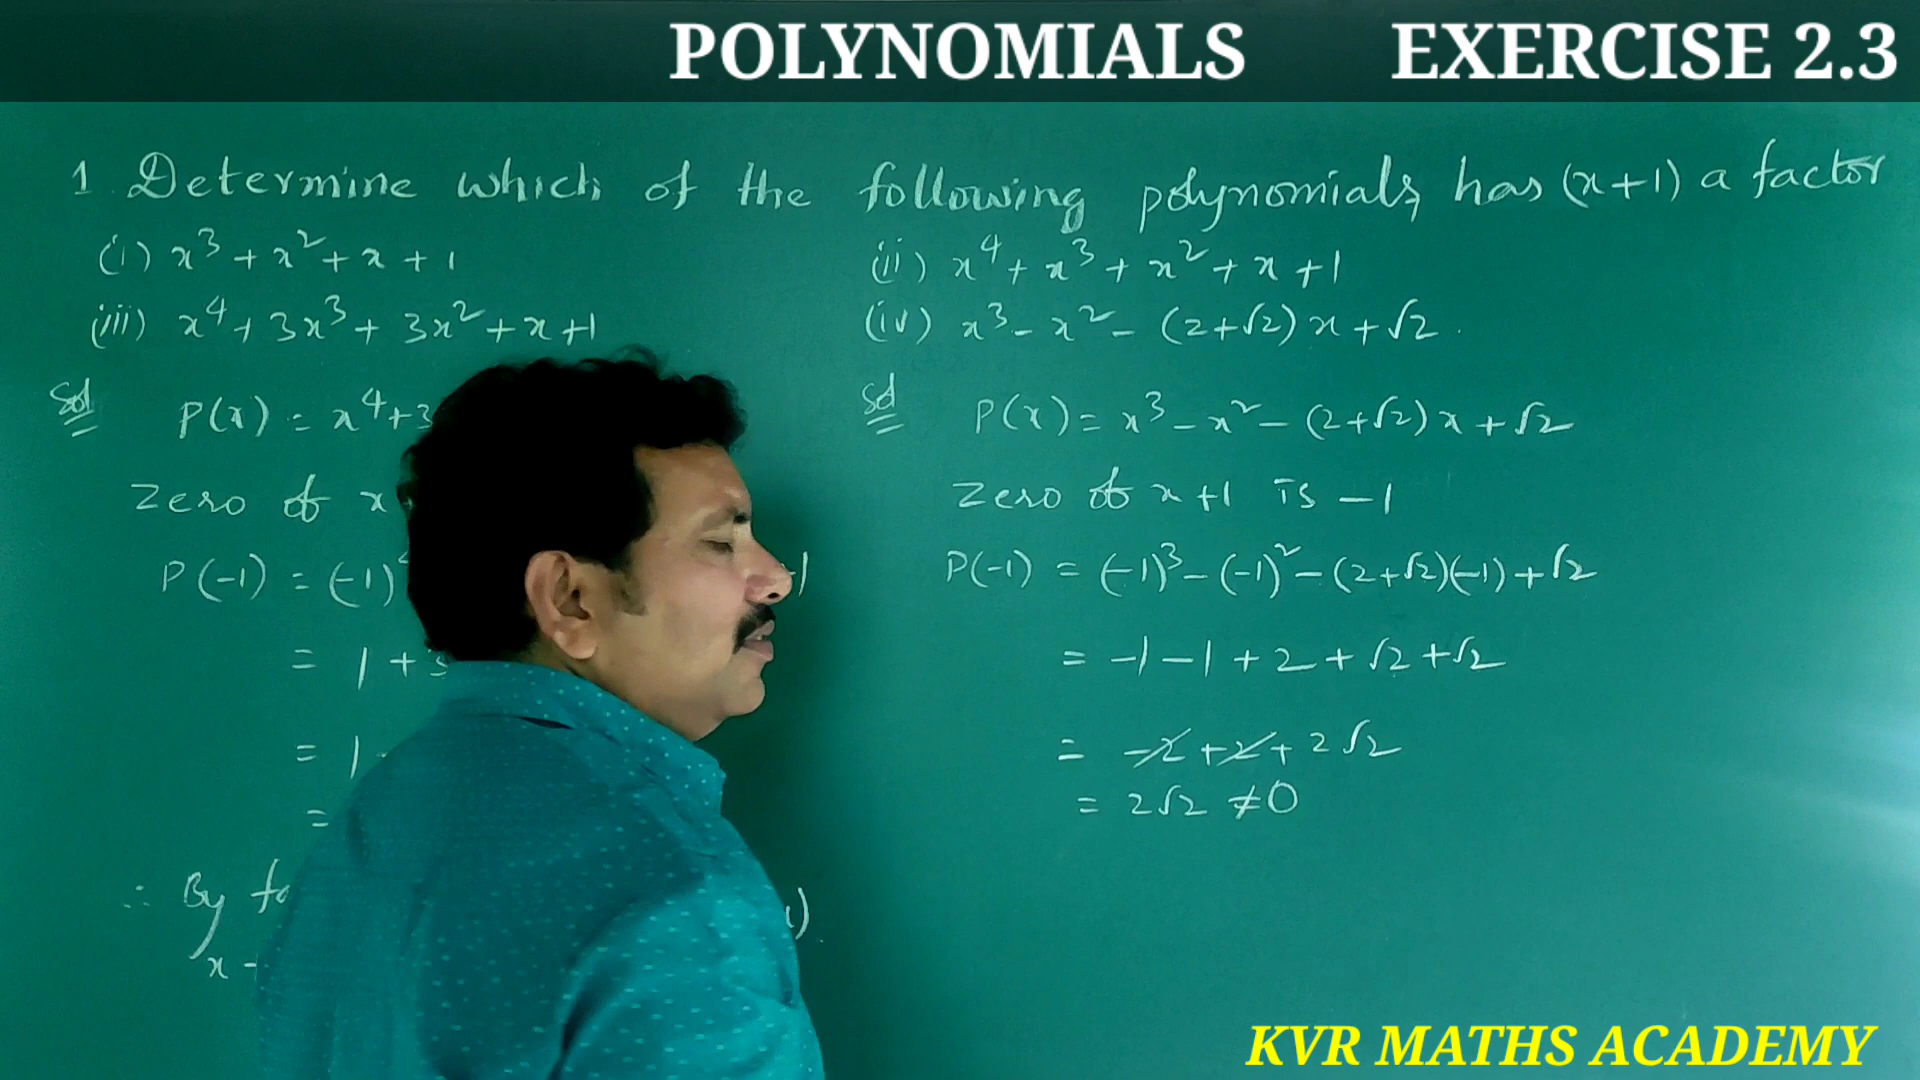 POLYNOMIALS EXERCISE 2.3
1 Determine which of the following polynomials has (x+1) a factor
(i) x³ + x² + x + 1
(ii) x⁴ + x³ + x² + x + 1
(iii) x⁴ + 3x³ + 3x² + x + 1
(iv) x³ - x² - (2+√2) x + √2.
Sol
P(x) = x⁴+3
Zero of x
P(-1) = (-1)
= 1 + 3
= 1
=
∴ By fa
x -
Sol
P(x) = x³ - x² - (2+√2) x + √2
Zero of x +1 is -1
P(-1) = (-1)³ - (-1)² - (2+√2)(-1) + √2
= -1 - 1 + 2 + √2 + √2
= -2 + 2 + 2√2
= 2√2 ≠ 0
KVR MATHS ACADEMY